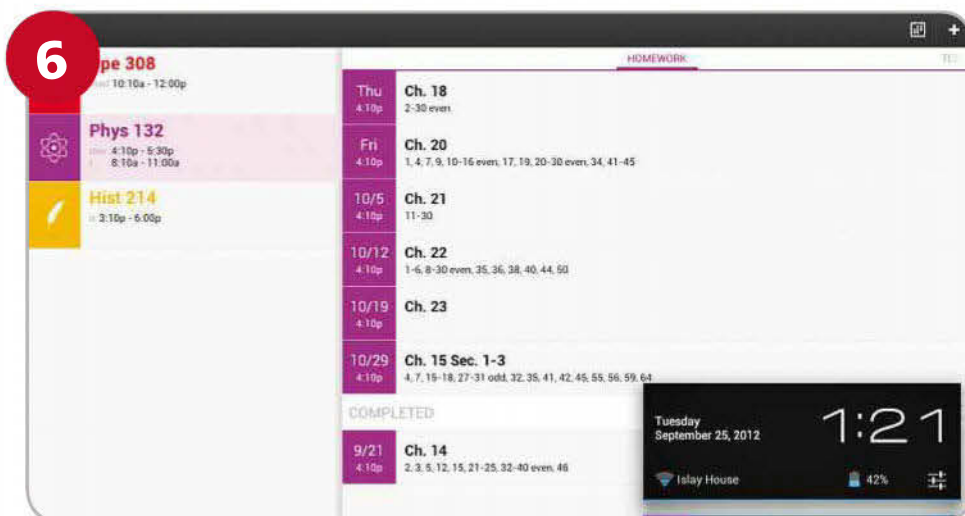 6
pe 308
10:10a - 12:00p
Phys 132
4:10p - 5:30p
8:10a - 11:00a
Hist 214
3:10p - 6:00p
HOMEWORK
Thu
4:10p
Ch. 18
2-30 even
Fri
4:10p
Ch. 20
1, 4, 7, 9, 10-16 even, 17, 19, 20-30 even, 34, 41-45
10/5
4:10p
Ch. 21
11-30
10/12
4:10p
Ch. 22
1-6, 8-30 even, 35, 36, 38, 40, 44, 50
10/19
4:10p
Ch. 23
10/29
4:10p
Ch. 15 Sec. 1-3
4, 7, 15-18, 27-31 odd, 32, 35, 41, 42, 45, 55, 56, 59, 64
COMPLETED
9/21
4:10p
Ch. 14
2, 3, 5, 12, 15, 21-25, 32-40 even, 46
Tuesday
September 25, 2012
1:21
Islay House
42%